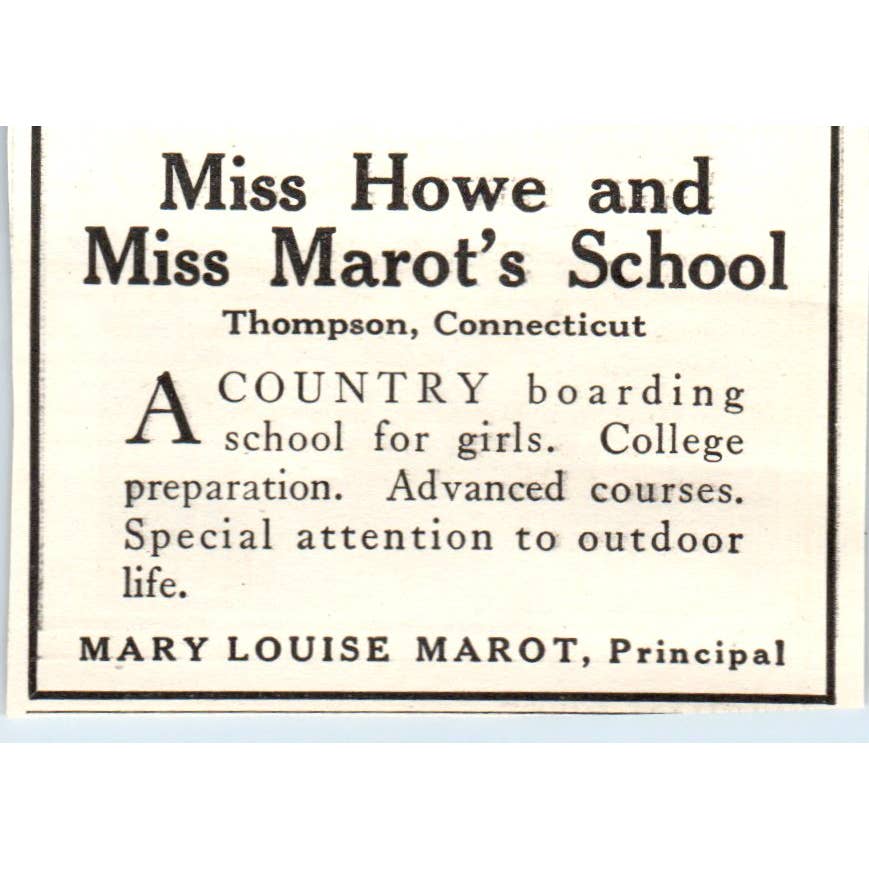 Miss Howe and
Miss Marot's School
Thompson, Connecticut
A COUNTRY boarding
school for girls. College
preparation. Advanced courses.
Special attention to outdoor
life.
MARY LOUISE MAROT, Principal